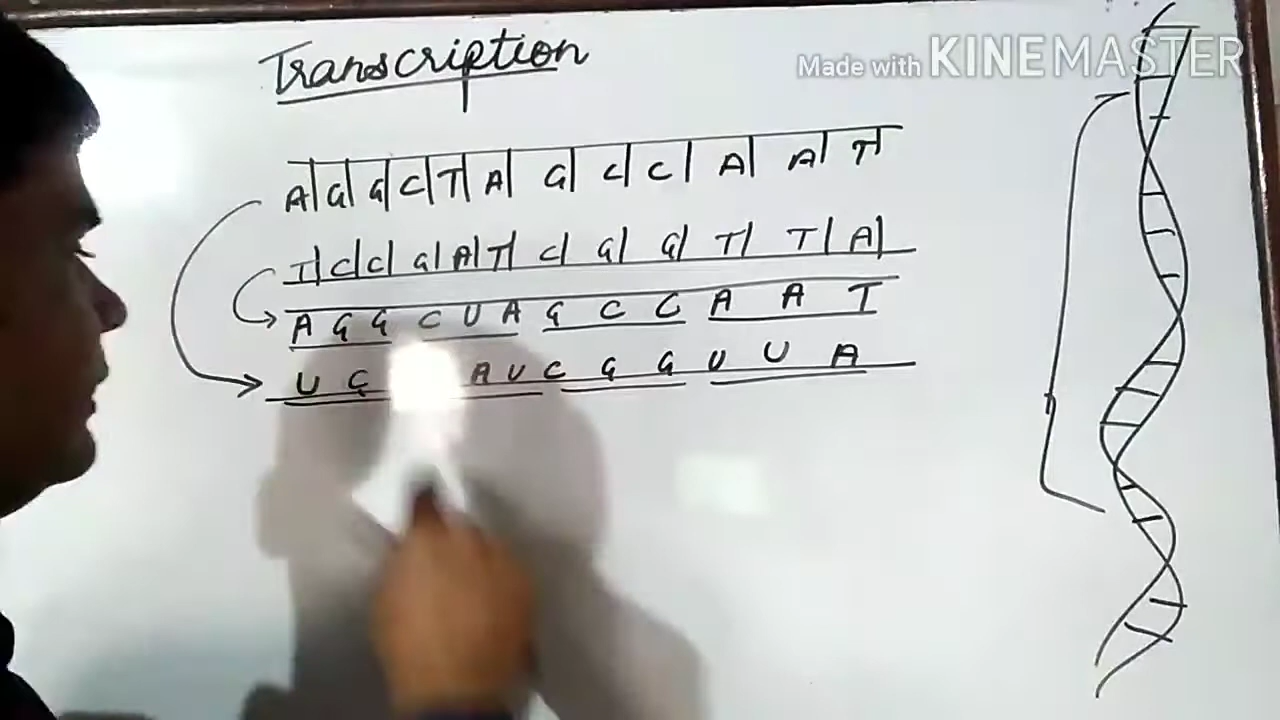 Transcription
Made with KINEMASTER
A G G C T A G C C A A T
T C C G A T C G G T T A
A G G C U A G C C A A T
U C A U C G G U U A